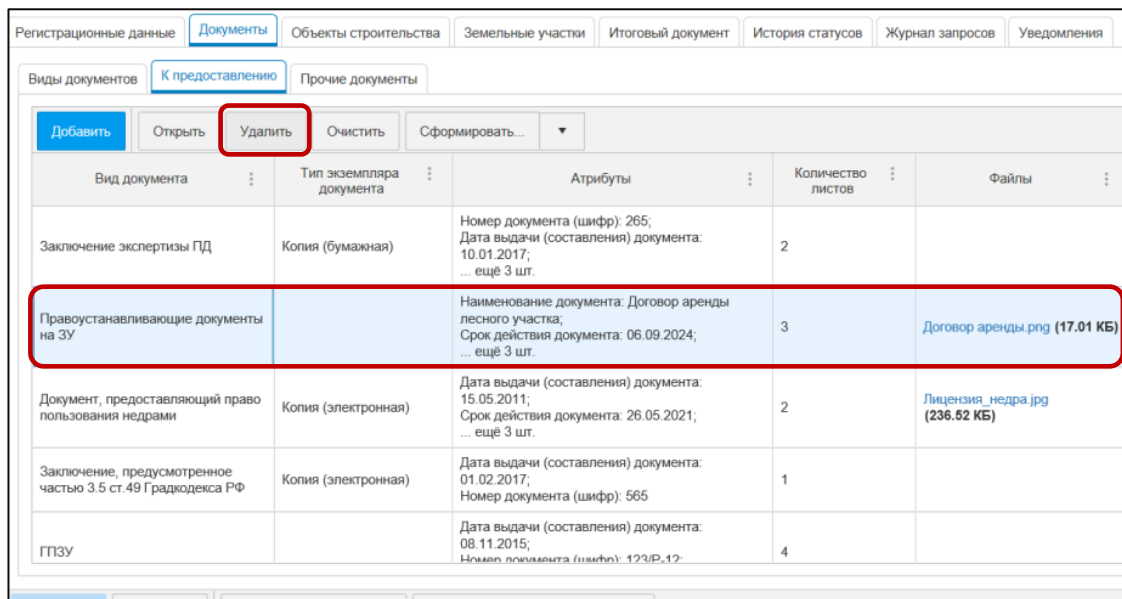 Регистрационные данные Документы Объекты строительства Земельные участки Итоговый документ История статусов Журнал запросов Уведомления
Виды документов К предоставлению Прочие документы
Добавить Открыть Удалить Очистить Сформировать...
Вид документа
Тип экземпляра
документа
Атрибуты
Количество
листов
Файлы
Заключение экспертизы ПД
Копия (бумажная)
Номер документа (шифр): 265;
Дата выдачи (составления) документа:
10.01.2017;
... ещё 3 шт.
2
Правоустанавливающие документы
на ЗУ
Наименование документа: Договор аренды
лесного участка;
Срок действия документа: 06.09.2024;
... ещё 3 шт.
3
Договор аренды.png (17.01 КБ)
Документ, предоставляющий право
пользования недрами
Копия (электронная)
Дата выдачи (составления) документа:
15.05.2011;
Срок действия документа: 26.05.2021;
... ещё 3 шт.
2
Лицензия_недра.jpg
(236.52 КБ)
Заключение, предусмотренное
частью 3.5 ст.49 Градкодекса РФ
Копия (электронная)
Дата выдачи (составления) документа:
01.02.2017;
Номер документа (шифр): 565
1
ГПЗУ
Дата выдачи (составления) документа:
08.11.2015;
Номер документа (шифр): 123/Р-12;
4